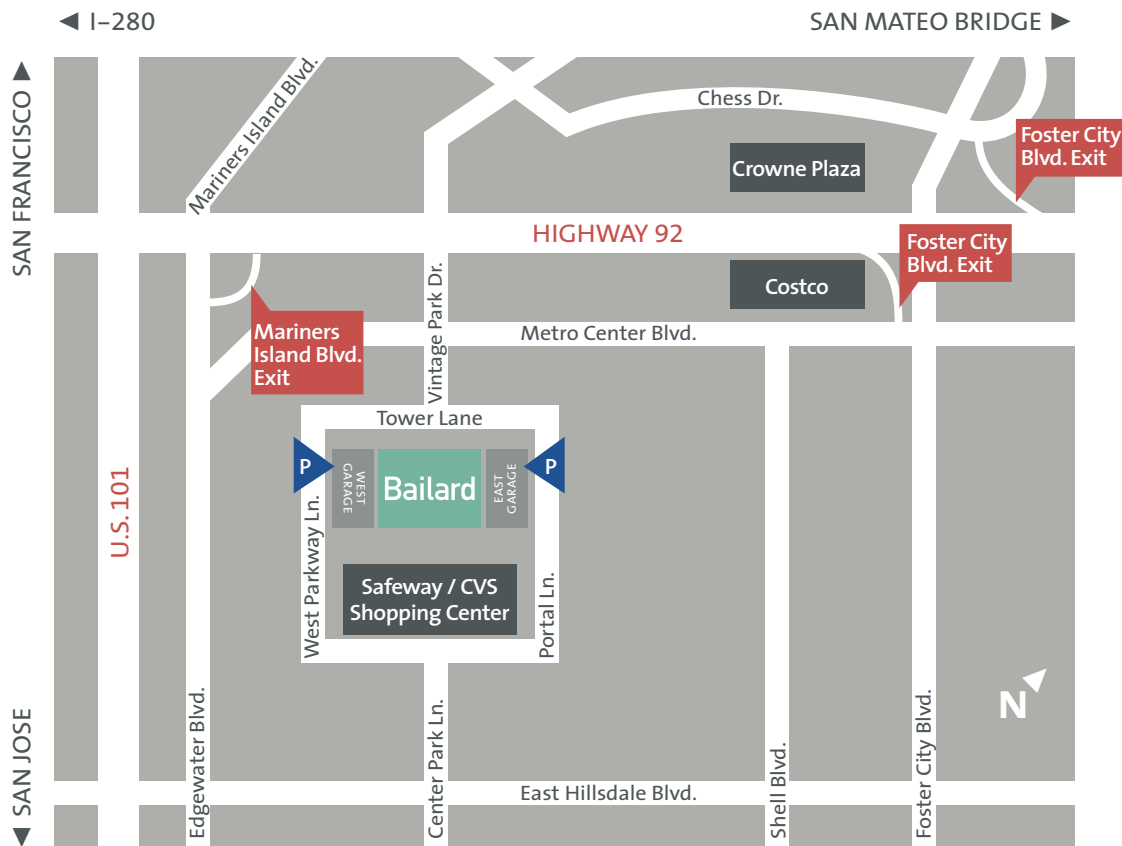 ◄ I–280
SAN MATEO BRIDGE ►
SAN FRANCISCO ►
Mariners Island Blvd.
Chess Dr.
Crowne Plaza
Foster City
Blvd. Exit
HIGHWAY 92
Foster City
Blvd. Exit
Costco
Vintage Park Dr.
Mariners
Island Blvd.
Exit
Metro Center Blvd.
Tower Lane
P
WEST
GARAGE
Bailard
EAST
GARAGE
P
U.S. 101
West Parkway Ln.
Safeway / CVS
Shopping Center
Portal Ln.
N
◄ SAN JOSE
Edgewater Blvd.
Center Park Ln.
East Hillsdale Blvd.
Shell Blvd.
Foster City Blvd.